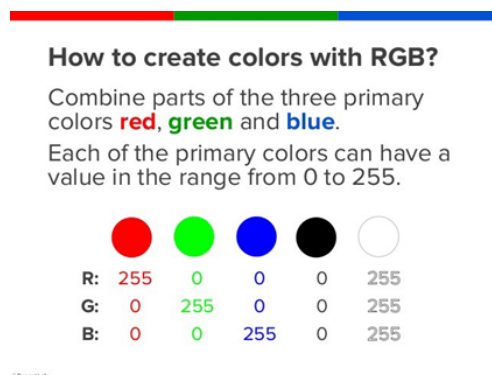 How to create colors with RGB?
Combine parts of the three primary
colors red, green and blue.
Each of the primary colors can have a
value in the range from 0 to 255.
R: 255 0 0 0 255
G: 0 255 0 0 255
B: 0 0 255 0 255